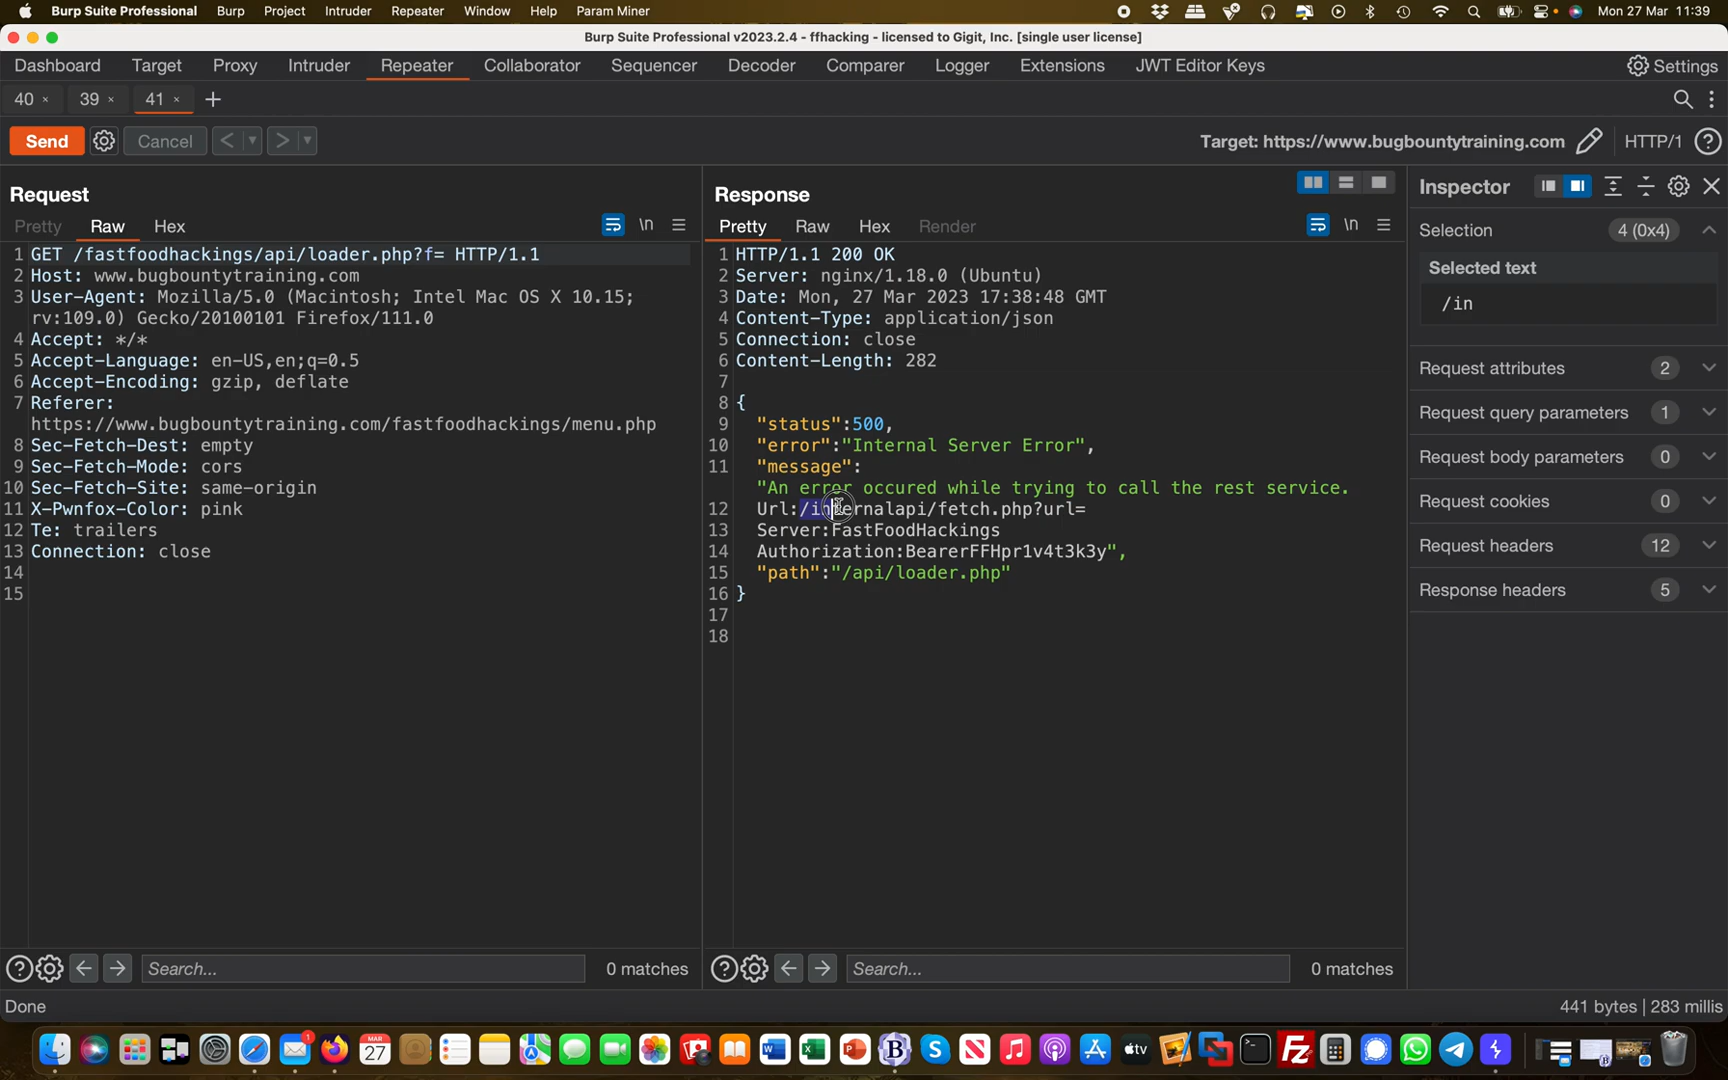 Burp Suite Professional Burp Project Intruder Repeater Window Help Param Miner Mon 27 Mar 11:39
Burp Suite Professional v2023.2.4 - ffhacking - licensed to Gigit, Inc. [single user license]
Dashboard Target Proxy Intruder Repeater Collaborator Sequencer Decoder Comparer Logger Extensions JWT Editor Keys Settings
40 × 39 × 41 × +
Send Cancel < > Target: https://www.bugbountytraining.com HTTP/1 ?
Request
Pretty Raw Hex \n
1 GET /fastfoodhackings/api/loader.php?f= HTTP/1.1
2 Host: www.bugbountytraining.com
3 User-Agent: Mozilla/5.0 (Macintosh; Intel Mac OS X 10.15;
rv:109.0) Gecko/20100101 Firefox/111.0
4 Accept: */*
5 Accept-Language: en-US,en;q=0.5
6 Accept-Encoding: gzip, deflate
7 Referer:
https://www.bugbountytraining.com/fastfoodhackings/menu.php
8 Sec-Fetch-Dest: empty
9 Sec-Fetch-Mode: cors
10 Sec-Fetch-Site: same-origin
11 X-Pwnfox-Color: pink
12 Te: trailers
13 Connection: close
14
15
Search... 0 matches
Response
Pretty Raw Hex Render \n
1 HTTP/1.1 200 OK
2 Server: nginx/1.18.0 (Ubuntu)
3 Date: Mon, 27 Mar 2023 17:38:48 GMT
4 Content-Type: application/json
5 Connection: close
6 Content-Length: 282
7
8 {
9 "status":500,
10 "error":"Internal Server Error",
11 "message":
"An error occured while trying to call the rest service.
12 Url:/internalapi/fetch.php?url=
13 Server:FastFoodHackings
14 Authorization:BearerFFHpr1v4t3k3y",
15 "path":"/api/loader.php"
16 }
17
18
Search... 0 matches
Inspector
Selection 4 (0x4)
Selected text
/in
Request attributes 2
Request query parameters 1
Request body parameters 0
Request cookies 0
Request headers 12
Response headers 5
Done 441 bytes | 283 millis
1
MAR
27
tv